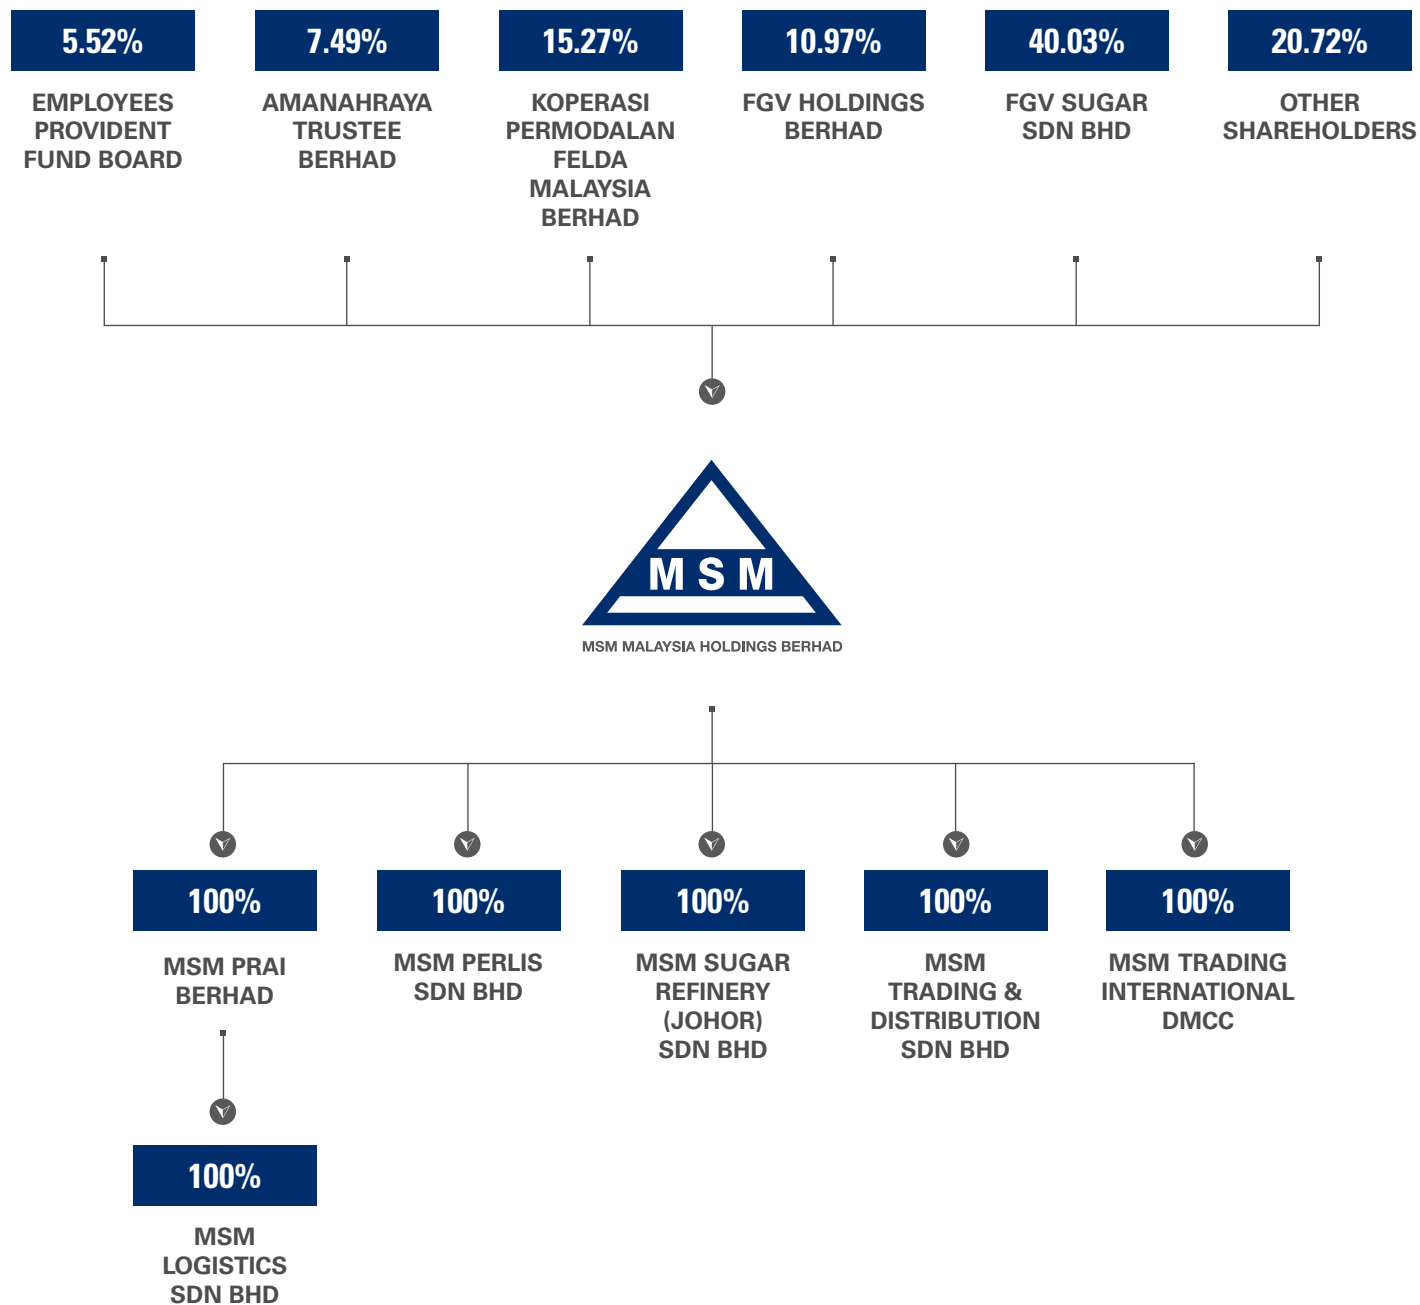 5.52%
EMPLOYEES
PROVIDENT
FUND BOARD
7.49%
AMANAHRAYA
TRUSTEE
BERHAD
15.27%
KOPERASI
PERMODALAN
FELDA
MALAYSIA
BERHAD
10.97%
FGV HOLDINGS
BERHAD
40.03%
FGV SUGAR
SDN BHD
20.72%
OTHER
SHAREHOLDERS
MSM
MSM MALAYSIA HOLDINGS BERHAD
100%
MSM PRAI
BERHAD
100%
MSM LOGISTICS
SDN BHD
100%
MSM PERLIS
SDN BHD
100%
MSM SUGAR
REFINERY
(JOHOR)
SDN BHD
100%
MSM
TRADING &
DISTRIBUTION
SDN BHD
100%
MSM TRADING
INTERNATIONAL
DMCC